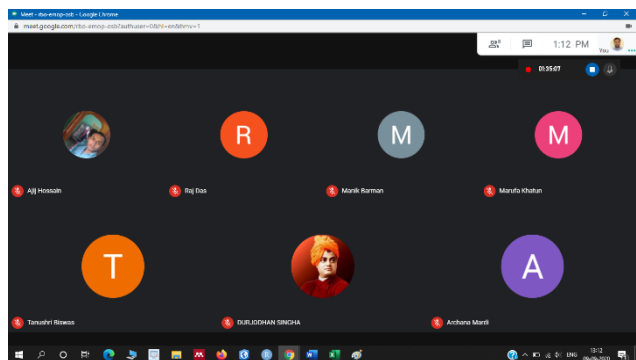 Meet - rbo-emop-osb - Google Chrome
meet.google.com/rbo-emop-osb?authuser=0&hl=en&thmv=1
1:12 PM
You
01:35:07
R
M
M
Ajij Hossain
Raj Das
Manik Barman
Marufa Khatun
T
A
Tanushri Biswas
DURJODHAN SINGHA
Archana Mardi
ENG
13:12